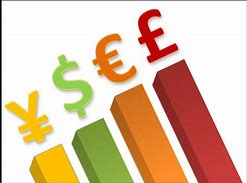 ¥ $ € £